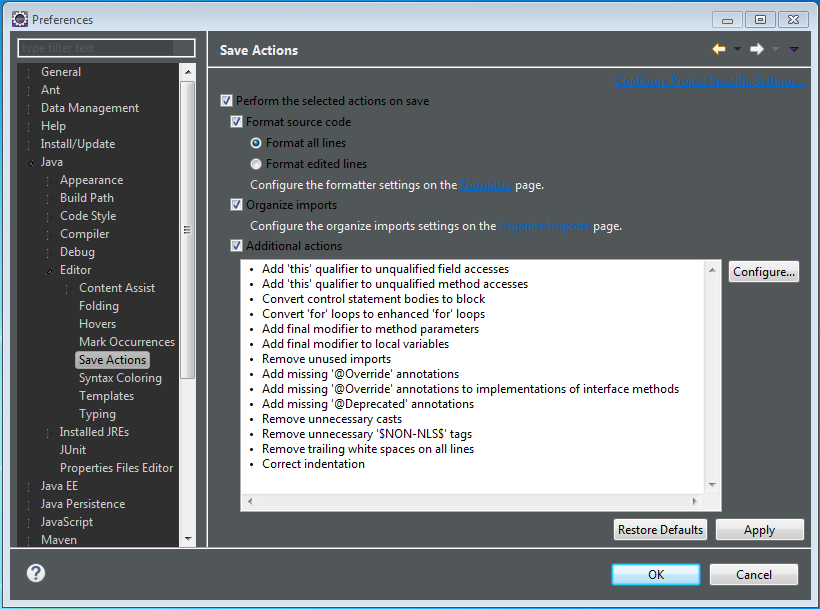 Preferences
type filter text
Save Actions
Configure Project Specific Settings...
General
Ant
Data Management
Help
Install/Update
Java
Appearance
Build Path
Code Style
Compiler
Debug
Editor
Content Assist
Folding
Hovers
Mark Occurrences
Save Actions
Syntax Coloring
Templates
Typing
Installed JREs
JUnit
Properties Files Editor
Java EE
Java Persistence
JavaScript
Maven
Perform the selected actions on save
Format source code
Format all lines
Format edited lines
Configure the formatter settings on the Formatter page.
Organize imports
Configure the organize imports settings on the Organize Imports page.
Additional actions
• Add 'this' qualifier to unqualified field accesses
• Add 'this' qualifier to unqualified method accesses
• Convert control statement bodies to block
• Convert 'for' loops to enhanced 'for' loops
• Add final modifier to method parameters
• Add final modifier to local variables
• Remove unused imports
• Add missing '@Override' annotations
• Add missing '@Override' annotations to implementations of interface methods
• Add missing '@Deprecated' annotations
• Remove unnecessary casts
• Remove unnecessary '$NON-NLS$' tags
• Remove trailing white spaces on all lines
• Correct indentation
Configure...
Restore Defaults
Apply
?
OK
Cancel